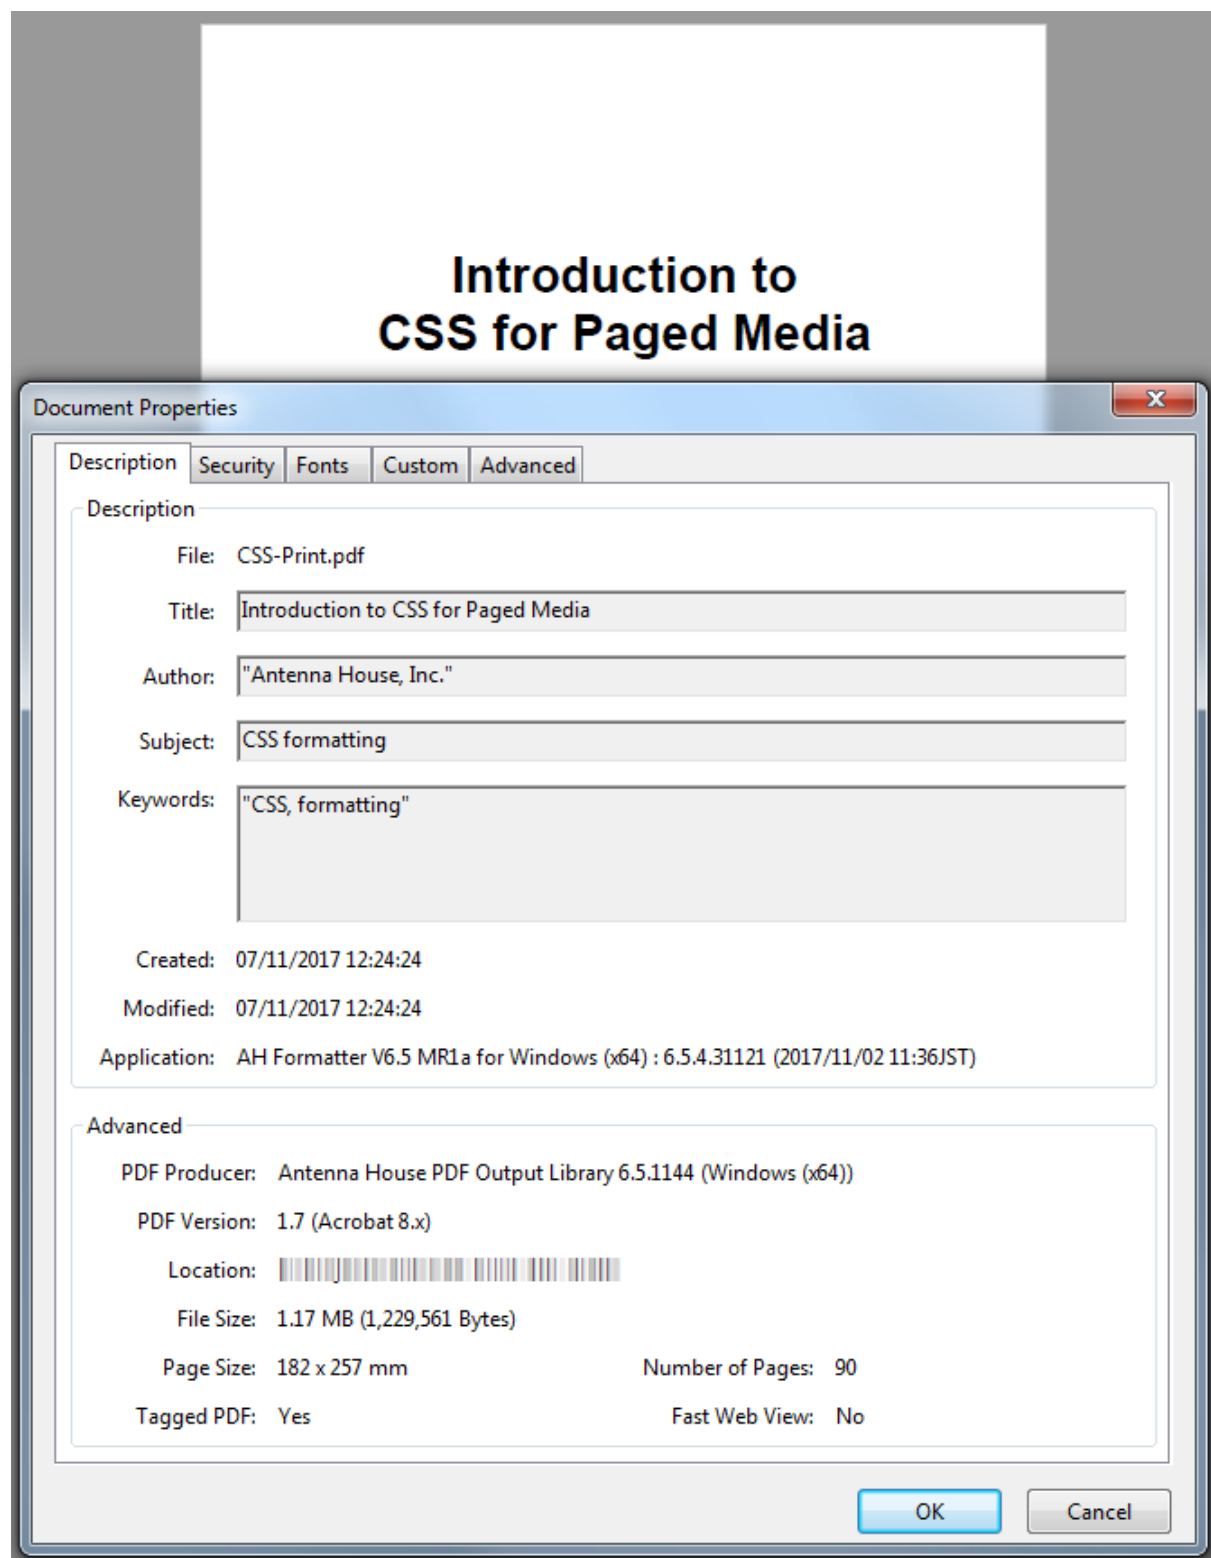 Introduction to
CSS for Paged Media
Document Properties
Description Security Fonts Custom Advanced
Description
File: CSS-Print.pdf
Title: Introduction to CSS for Paged Media
Author: "Antenna House, Inc."
Subject: CSS formatting
Keywords: "CSS, formatting"
Created: 07/11/2017 12:24:24
Modified: 07/11/2017 12:24:24
Application: AH Formatter V6.5 MR1a for Windows (x64) : 6.5.4.31121 (2017/11/02 11:36JST)
Advanced
PDF Producer: Antenna House PDF Output Library 6.5.1144 (Windows (x64))
PDF Version: 1.7 (Acrobat 8.x)
Location:
File Size: 1.17 MB (1,229,561 Bytes)
Page Size: 182 x 257 mm Number of Pages: 90
Tagged PDF: Yes Fast Web View: No
OK Cancel